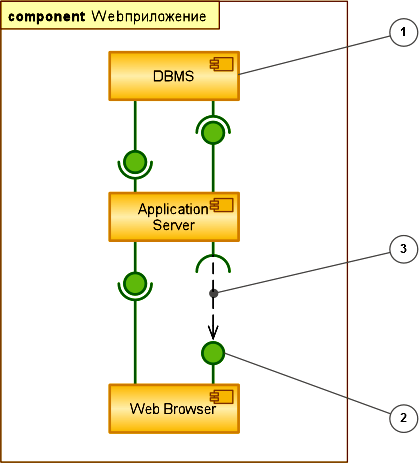 component Webприложение
1
DBMS
Application
Server
3
Web Browser
2